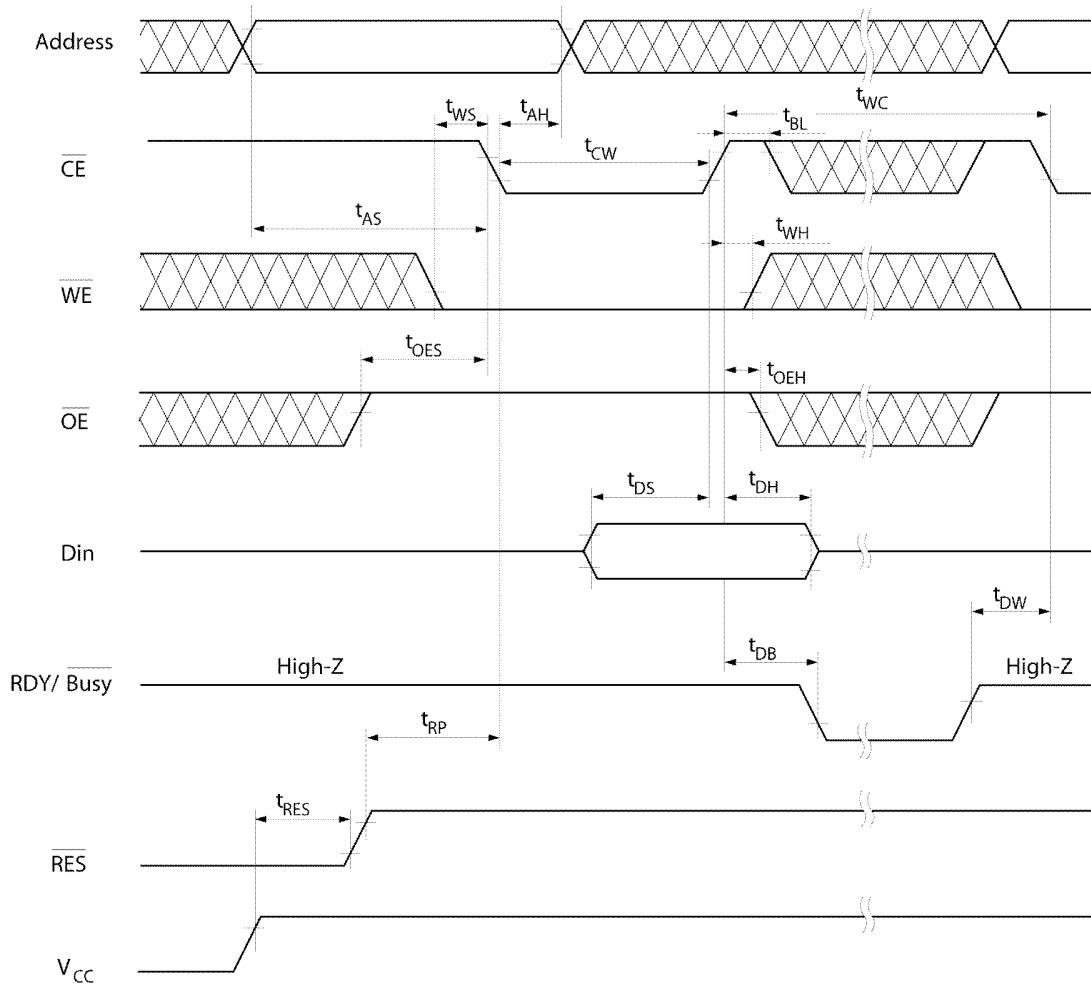 Address
tWS
tAH
tWC
tBL
tCW
CE
tAS
tWH
WE
tOES
tOEH
OE
tDS
tDH
Din
tDW
tDB
High-Z
High-Z
RDY/ Busy
tRP
tRES
RES
VCC